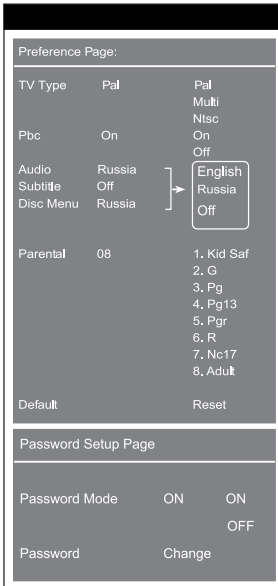 Preference Page:
TV Type Pal Pal
Multi
Ntsc
Pbc On On
Off
Audio Russia English
Subtitle Off Russia
Disc Menu Russia Off
Parental 08 1. Kid Saf
2. G
3. Pg
4. Pg13
5. Pgr
6. R
7. Nc17
8. Adult
Default Reset
Password Setup Page
Password Mode ON ON
OFF
Password Change